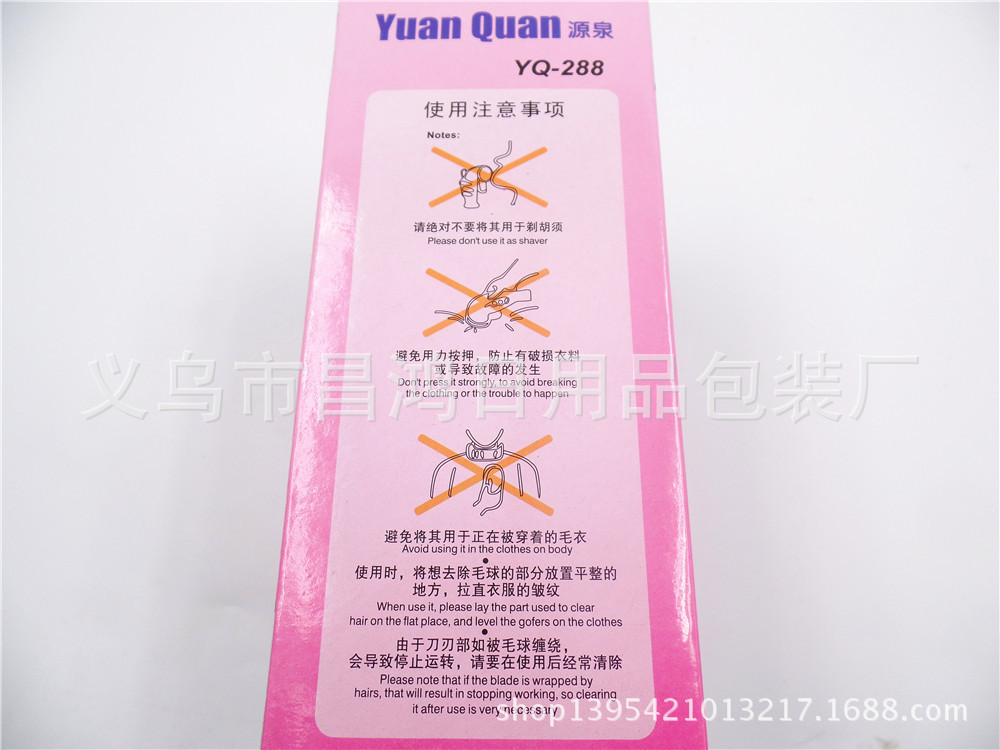 Yuan Quan 源泉
YQ-288
使用注意事项
Notes:
请绝对不要将其用于剃胡须
Please don't use it as shaver
避免用力按押，防止有破损衣料
或导致故障的发生
Don't press it strongly, to avoid breaking
the clothing or the trouble to happen
义乌市昌鸿日用品包装厂
避免将其用于正在被穿着的毛衣
Avoid using it in the clothes on body
使用时，将想去除毛球的部分放置平整的
地方，拉直衣服的皱纹
When use it, please lay the part used to clear
hair on the flat place, and level the gofers on the clothes
由于刀刃部如被毛球缠绕，
会导致停止运转，请要在使用后经常清除
Please note that if the blade is wrapped by
hairs, that will result in stopping working, so clearing
it after use is very necessary
shop1395421013217.1688.com